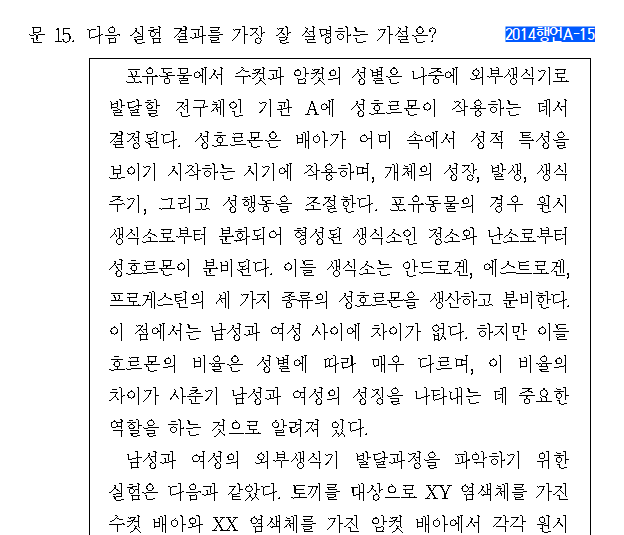 문 15. 다음 실험 결과를 가장 잘 설명하는 가설은? 2014행언A-15
포유동물에서 수컷과 암컷의 성별은 나중에 외부생식기로
발달할 전구체인 기관 A에 성호르몬이 작용하는 데서
결정된다. 성호르몬은 배아가 어미 속에서 성적 특성을
보이기 시작하는 시기에 작용하며, 개체의 성장, 발생, 생식
주기, 그리고 성행동을 조절한다. 포유동물의 경우 원시
생식소로부터 분화되어 형성된 생식소인 정소와 난소로부터
성호르몬이 분비된다. 이들 생식소는 안드로겐, 에스트로겐,
프로게스틴의 세 가지 종류의 성호르몬을 생산하고 분비한다.
이 점에서는 남성과 여성 사이에 차이가 없다. 하지만 이들
호르몬의 비율은 성별에 따라 매우 다르며, 이 비율의
차이가 사춘기 남성과 여성의 성징을 나타내는 데 중요한
역할을 하는 것으로 알려져 있다.
남성과 여성의 외부생식기 발달과정을 파악하기 위한
실험은 다음과 같았다. 토끼를 대상으로 XY 염색체를 가진
수컷 배아와 XX 염색체를 가진 암컷 배아에서 각각 원시